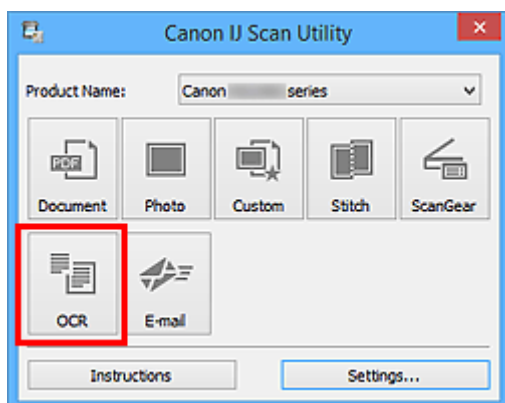 Canon IJ Scan Utility
Product Name: Canon series
PDF
Document Photo Custom Stitch ScanGear
OCR E-mail
Instructions Settings...